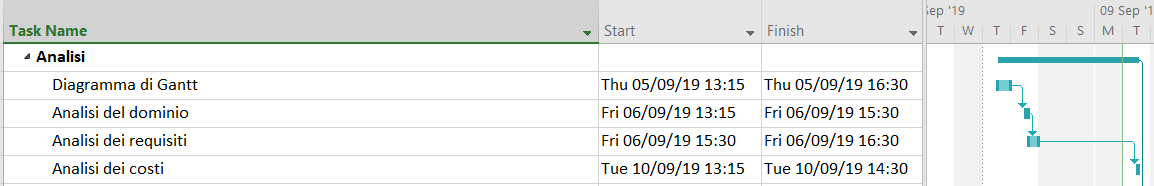 Sep '19 09 Sep '1
Task Name Start Finish T W T F S S M T
Analisi
Diagramma di Gantt Thu 05/09/19 13:15 Thu 05/09/19 16:30
Analisi del dominio Fri 06/09/19 13:15 Fri 06/09/19 15:30
Analisi dei requisiti Fri 06/09/19 15:30 Fri 06/09/19 16:30
Analisi dei costi Tue 10/09/19 13:15 Tue 10/09/19 14:30